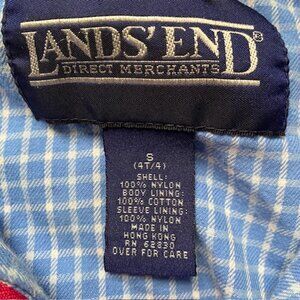 LANDS' END®
DIRECT MERCHANTS
S
(4T/4)
SHELL:
100% NYLON
BODY LINING:
100% COTTON
SLEEVE LINING:
100% NYLON
MADE IN
HONG KONG
RN 62830
OVER FOR CARE